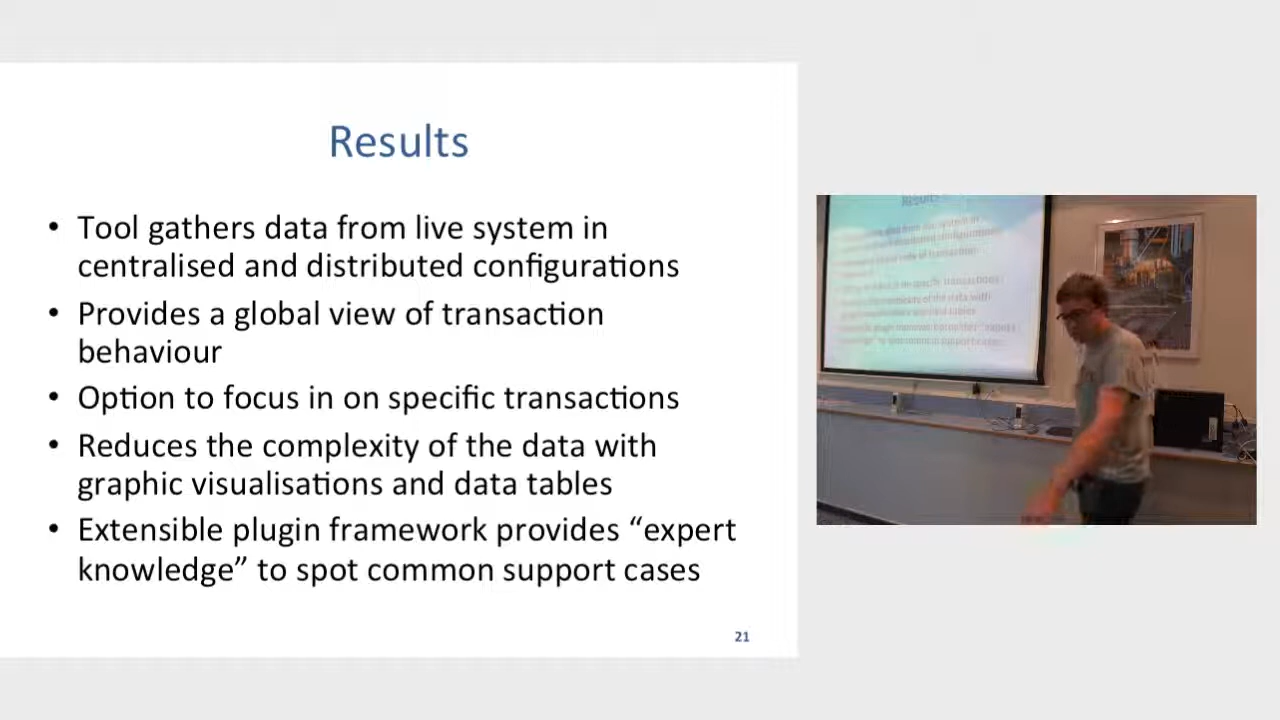 Results
• Tool gathers data from live system in
centralised and distributed configurations
• Provides a global view of transaction
behaviour
• Option to focus in on specific transactions
• Reduces the complexity of the data with
graphic visualisations and data tables
• Extensible plugin framework provides “expert
knowledge” to spot common support cases
21
Results